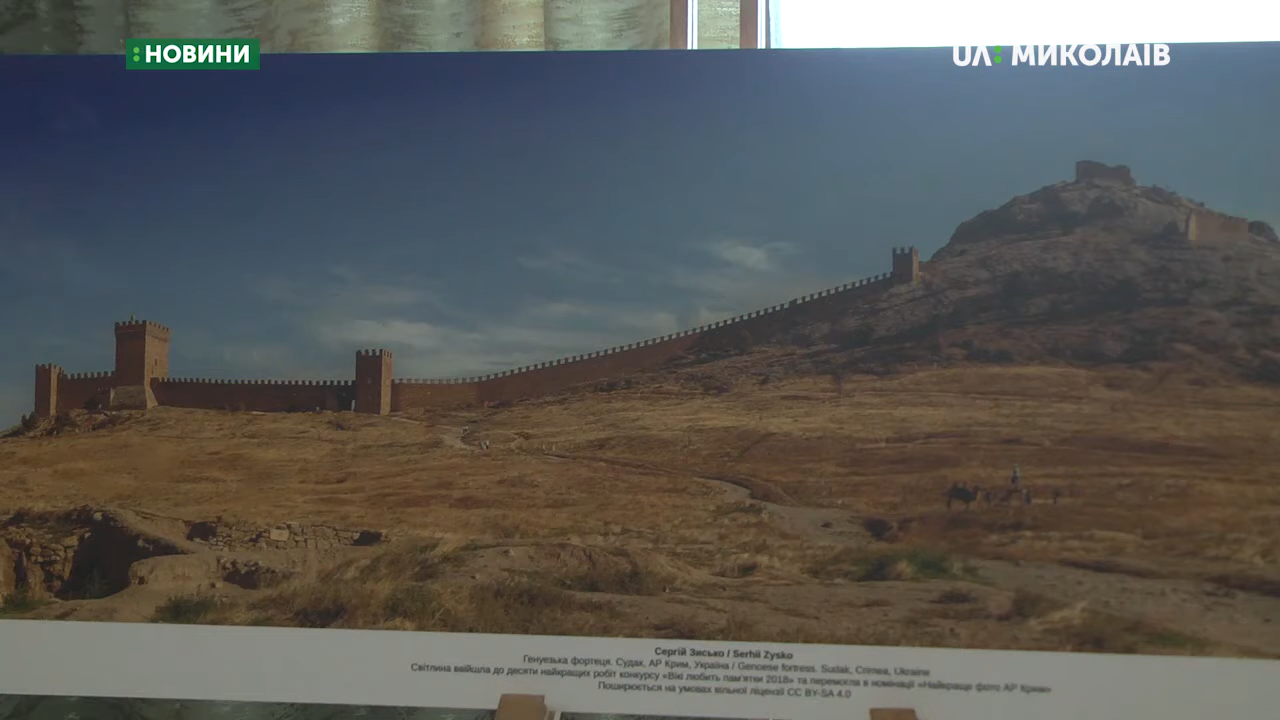 НОВИНИ
UA: МИКОЛАЇВ
Сергій Зисько / Serhii Zysko
Генуезька фортеця. Судак, АР Крим, Україна / Genoese fortress. Sudak, Crimea, Ukraine
Світлина ввійшла до десяти найкращих робіт конкурсу «Вікі любить пам'ятки 2018» та перемогла в номінації «Найкраще фото АР Крим»
Поширюється на умовах вільної ліцензії CC BY-SA 4.0